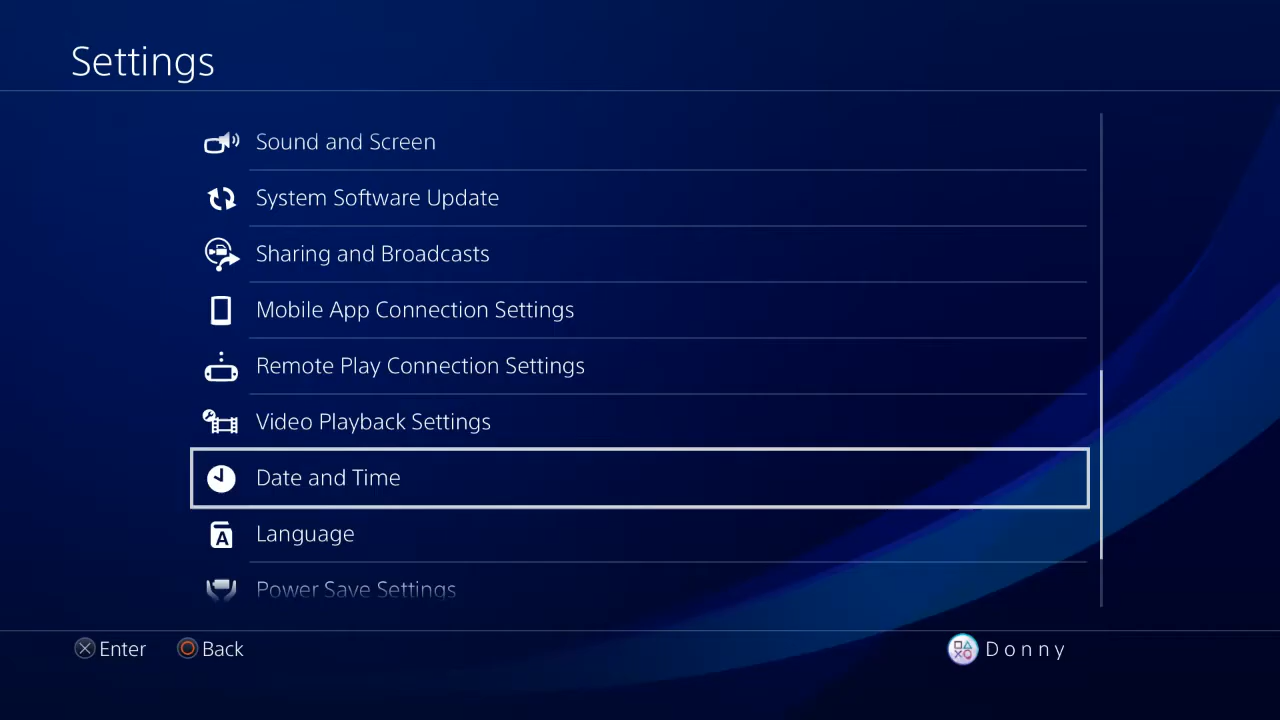 Settings
Sound and Screen
System Software Update
Sharing and Broadcasts
Mobile App Connection Settings
Remote Play Connection Settings
Video Playback Settings
Date and Time
A Language
Power Save Settings
Enter Back Donny